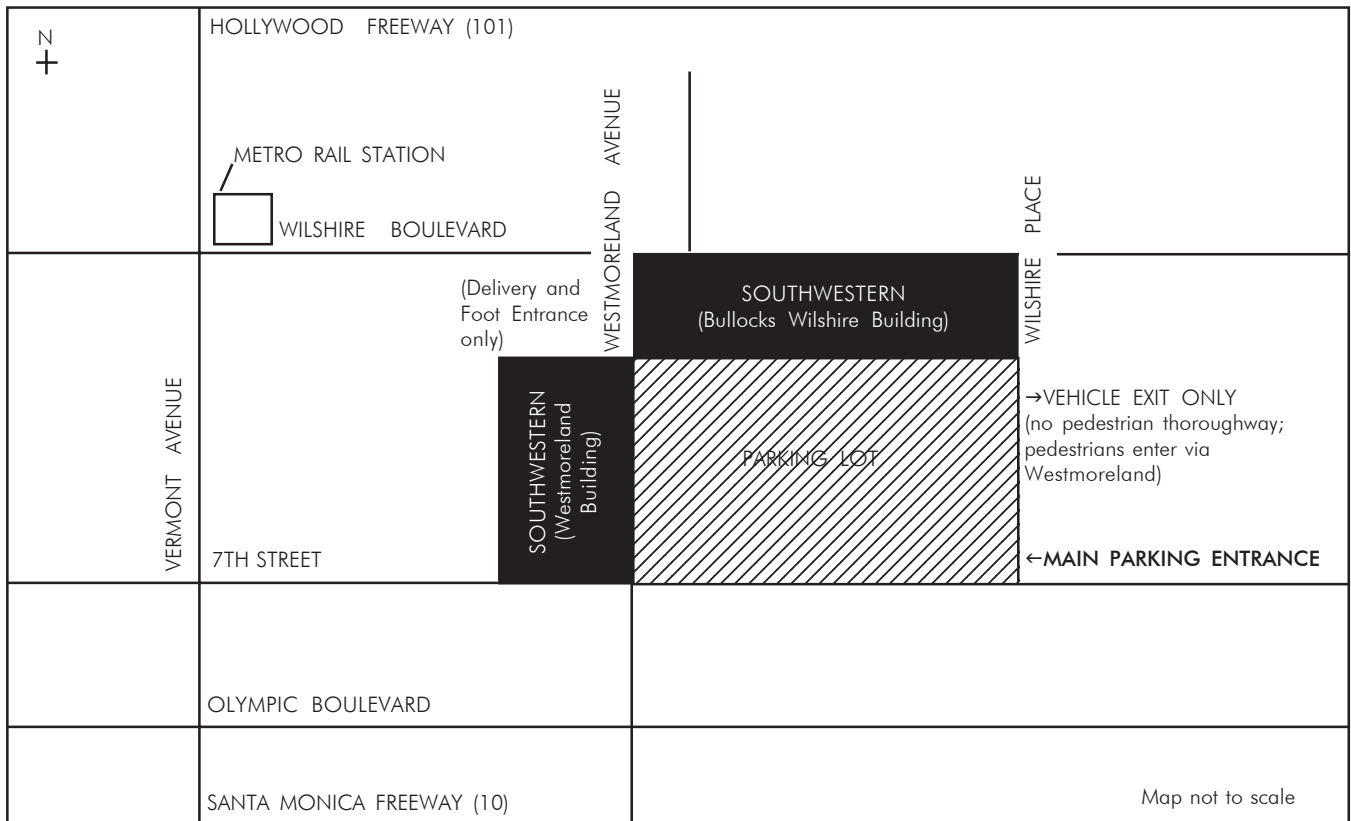 HOLLYWOOD FREEWAY (101)
N
METRO RAIL STATION
WILSHIRE BOULEVARD
WESTMORELAND AVENUE
WILSHIRE PLACE
(Delivery and
Foot Entrance
only)
SOUTHWESTERN
(Bullocks Wilshire Building)
VERMONT AVENUE
SOUTHWESTERN
(Westmoreland
Building)
PARKING LOT
→VEHICLE EXIT ONLY
(no pedestrian thoroughway;
pedestrians enter via
Westmoreland)
7TH STREET
←MAIN PARKING ENTRANCE
OLYMPIC BOULEVARD
SANTA MONICA FREEWAY (10)
Map not to scale